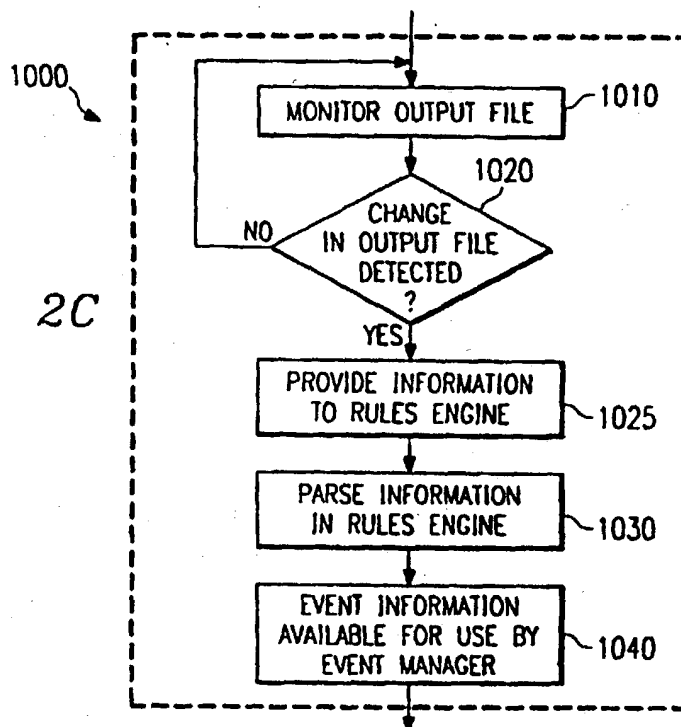 1000
MONITOR OUTPUT FILE
1010
1020
CHANGE
IN OUTPUT FILE
DETECTED
?
NO
2C
YES
PROVIDE INFORMATION
TO RULES ENGINE
1025
PARSE INFORMATION
IN RULES ENGINE
1030
EVENT INFORMATION
AVAILABLE FOR USE BY
EVENT MANAGER
1040